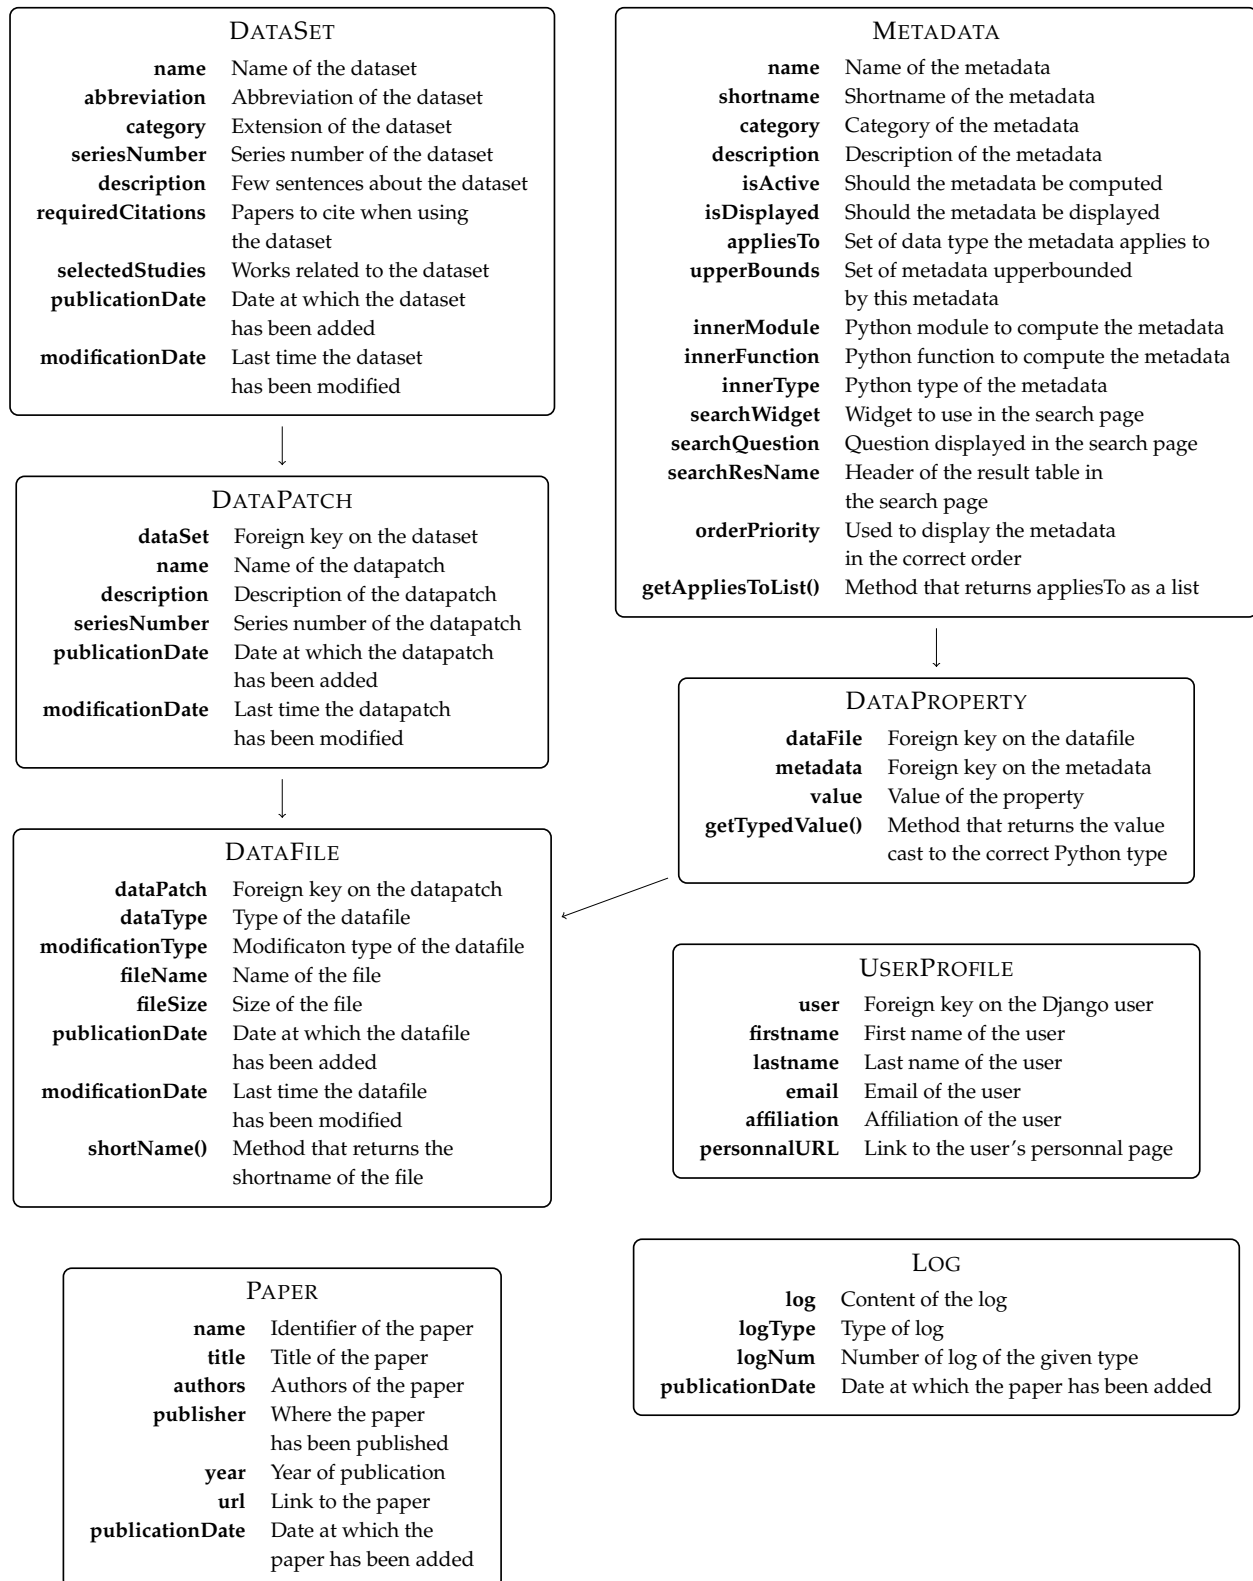 DATASET
name Name of the dataset
abbreviation Abbreviation of the dataset
category Extension of the dataset
seriesNumber Series number of the dataset
description Few sentences about the dataset
requiredCitations Papers to cite when using
the dataset
selectedStudies Works related to the dataset
publicationDate Date at which the dataset
has been added
modificationDate Last time the dataset
has been modified
DATAPATCH
dataSet Foreign key on the dataset
name Name of the datapatch
description Description of the datapatch
seriesNumber Series number of the datapatch
publicationDate Date at which the datapatch
has been added
modificationDate Last time the datapatch
has been modified
DATAFILE
dataPatch Foreign key on the datapatch
dataType Type of the datafile
modificationType Modificaton type of the datafile
fileName Name of the file
fileSize Size of the file
publicationDate Date at which the datafile
has been added
modificationDate Last time the datafile
has been modified
shortName() Method that returns the
shortname of the file
PAPER
name Identifier of the paper
title Title of the paper
authors Authors of the paper
publisher Where the paper
has been published
year Year of publication
url Link to the paper
publicationDate Date at which the
paper has been added
METADATA
name Name of the metadata
shortname Shortname of the metadata
category Category of the metadata
description Description of the metadata
isActive Should the metadata be computed
isDisplayed Should the metadata be displayed
appliesTo Set of data type the metadata applies to
upperBounds Set of metadata upperbounded
by this metadata
innerModule Python module to compute the metadata
innerFunction Python function to compute the metadata
innerType Python type of the metadata
searchWidget Widget to use in the search page
searchQuestion Question displayed in the search page
searchResName Header of the result table in
the search page
orderPriority Used to display the metadata
in the correct order
getAppliesToList() Method that returns appliesTo as a list
DATAPROPERTY
dataFile Foreign key on the datafile
metadata Foreign key on the metadata
value Value of the property
getTypedValue() Method that returns the value
cast to the correct Python type
USERPROFILE
user Foreign key on the Django user
firstname First name of the user
lastname Last name of the user
email Email of the user
affiliation Affiliation of the user
personnalURL Link to the user's personnal page
LOG
log Content of the log
logType Type of log
logNum Number of log of the given type
publicationDate Date at which the paper has been added